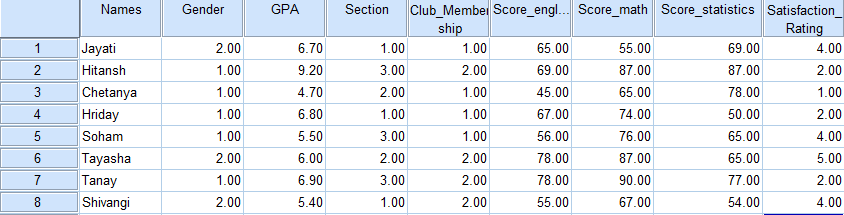 Names Gender GPA Section Club_Member Score_engl... Score_math Score_statistics Satisfaction_
ship Rating
1 Jayati 2.00 6.70 1.00 1.00 65.00 55.00 69.00 4.00
2 Hitansh 1.00 9.20 3.00 2.00 69.00 87.00 87.00 2.00
3 Chetanya 1.00 4.70 2.00 1.00 45.00 65.00 78.00 1.00
4 Hriday 1.00 6.80 1.00 1.00 67.00 74.00 50.00 2.00
5 Soham 1.00 5.50 3.00 1.00 56.00 76.00 65.00 4.00
6 Tayasha 2.00 6.00 2.00 2.00 78.00 87.00 65.00 5.00
7 Tanay 1.00 6.90 3.00 2.00 78.00 90.00 77.00 2.00
8 Shivangi 2.00 5.40 1.00 2.00 55.00 67.00 54.00 4.00